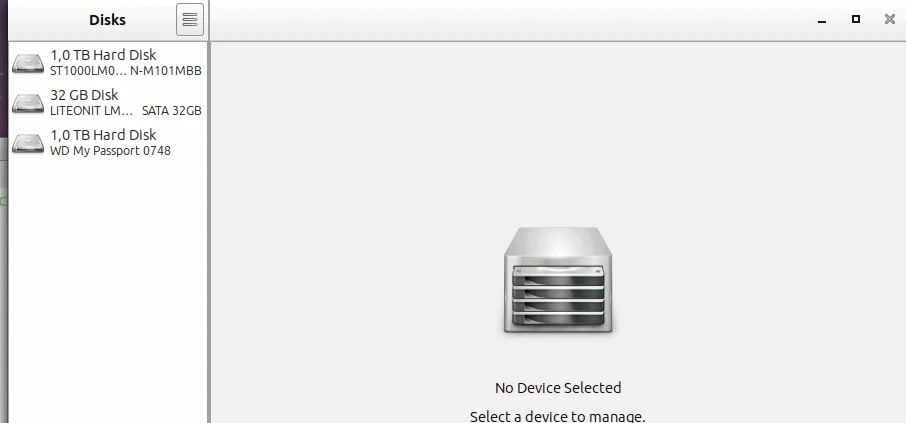 Disks
1,0 TB Hard Disk
ST1000LM0... N-M101MBB
32 GB Disk
LITEONIT LM... SATA 32GB
1,0 TB Hard Disk
WD My Passport 0748
No Device Selected
Select a device to manage.